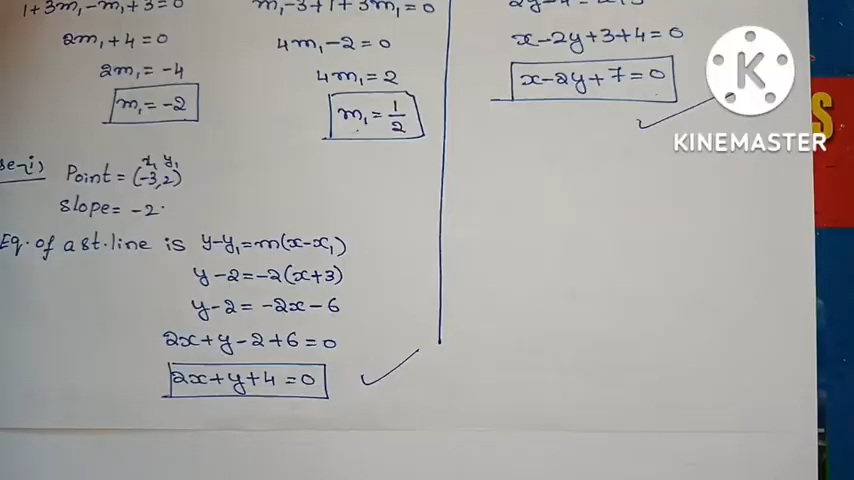 1+3m₁-m₁+3=0
2m₁+4=0
2m₁=-4
m₁=-2
m₁-3+1+3m₁=0
4m₁-2=0
4m₁=2
m₁=1/2
x₁ y₁
Point=(-3,2)
Slope=-2.
Eq. of a st. line is y-y₁=m(x-x₁)
y-2=-2(x+3)
y-2=-2x-6
2x+y-2+6=0
2x+y+4=0
x-2y+3+4=0
x-2y+7=0
KINEMASTER